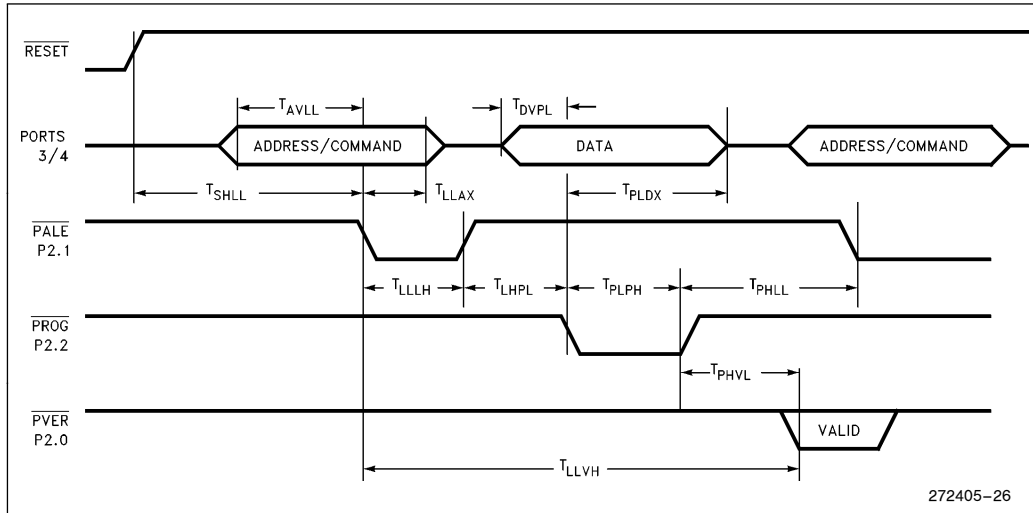 RESET
T_AVLL
T_DVPL
PORTS
3/4
ADDRESS/COMMAND
DATA
ADDRESS/COMMAND
T_SHLL
T_LLAX
T_PLDX
PALE
P2.1
T_LLLH
T_LHPL
T_PLPH
T_PHLL
PROG
P2.2
T_PHVL
PVER
P2.0
VALID
T_LLVH
272405-26